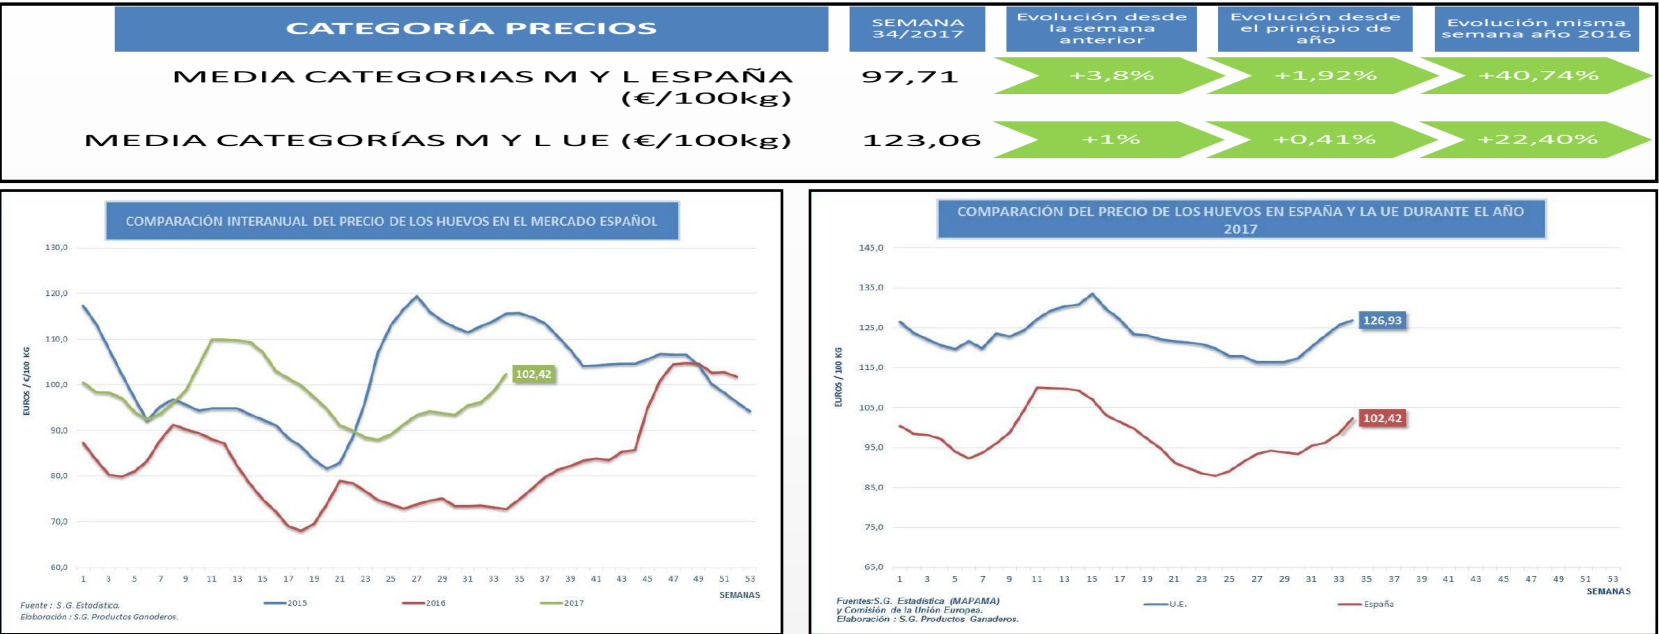 CATEGORÍA PRECIOS
SEMANA
34/2017
Evolución desde
la semana
anterior
Evolución desde
el principio de
año
Evolución misma
semana año 2016
MEDIA CATEGORIAS M Y L ESPAÑA
(€/100kg)
97,71
+3,8%
+1,92%
+40,74%
MEDIA CATEGORÍAS M Y L UE (€/100kg)
123,06
+1%
+0,41%
+22,40%
COMPARACIÓN INTERANUAL DEL PRECIO DE LOS HUEVOS EN EL MERCADO ESPAÑOL
EUROS / €/100 KG
130,0
120,0
110,0
100,0
90,0
80,0
70,0
60,0
102,42
1 3 5 7 9 11 13 15 17 19 21 23 25 27 29 31 33 35 37 39 41 43 45 47 49 51 53
SEMANAS
2015 2016 2017
Fuente : S.G. Estadística.
Elaboración : S.G. Productos Ganaderos.
COMPARACIÓN DEL PRECIO DE LOS HUEVOS EN ESPAÑA Y LA UE DURANTE EL AÑO
2017
EUROS / 100 KG
145,0
135,0
125,0
115,0
105,0
95,0
85,0
75,0
65,0
126,93
102,42
1 3 5 7 9 11 13 15 17 19 21 23 25 27 29 31 33 35 37 39 41 43 45 47 49 51 53
SEMANAS
U.E. España
Fuentes:S.G. Estadística (MAPAMA)
y Comisión de la Unión Europea.
Elaboración : S.G. Productos Ganaderos.